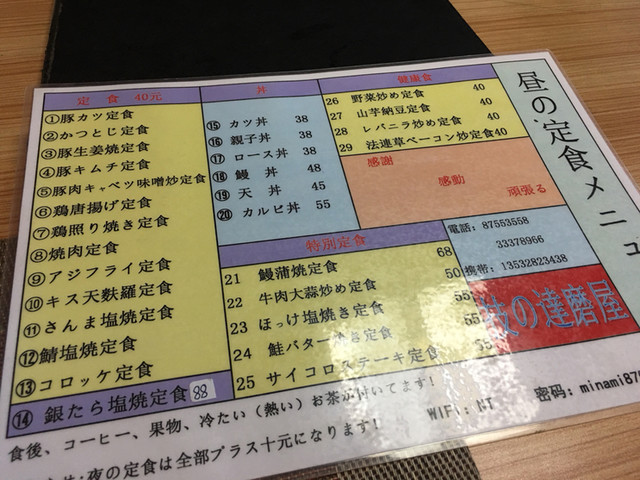 昼の定食メニュ
定 食 40元
①豚カツ定食
②かつとじ定食
③豚生姜焼定食
④豚キムチ定食
⑤豚肉キャベツ味噌炒定食
⑥鶏唐揚げ定食
⑦鶏照り焼き定食
⑧焼肉定食
⑨アジフライ定食
⑩キス天麩羅定食
⑪さんま塩焼定食
⑫鯖塩焼定食
⑬コロッケ定食
⑭ 銀たら塩焼定食 88
丼
⑮ カツ丼 38
⑯ 親子丼 38
⑰ ロース丼 38
⑱ 鰻 丼 48
⑲ 天 丼 45
⑳ カルビ丼 55
健康食
26 野菜炒め定食 40
27 山芋納豆定食 40
28 レバニラ炒め定食 40
29 法連草ベーコン炒定食40
感謝
感動
頑張る
特別定食
21 鰻蒲焼定食 68
22 牛肉大蒜炒め定食 50
23 ほっけ塩焼き定食 55
24 鮭バター焼き定食 55
25 サイコロステーキ定食
電話：87553558
33378966
携帯：13532823438
技の達磨屋
食後、コーヒー、果物、冷たい（熱い）お茶が付いてます！
WIFI：NT 密码：minami87
夜の定食は全部プラス十元になります！